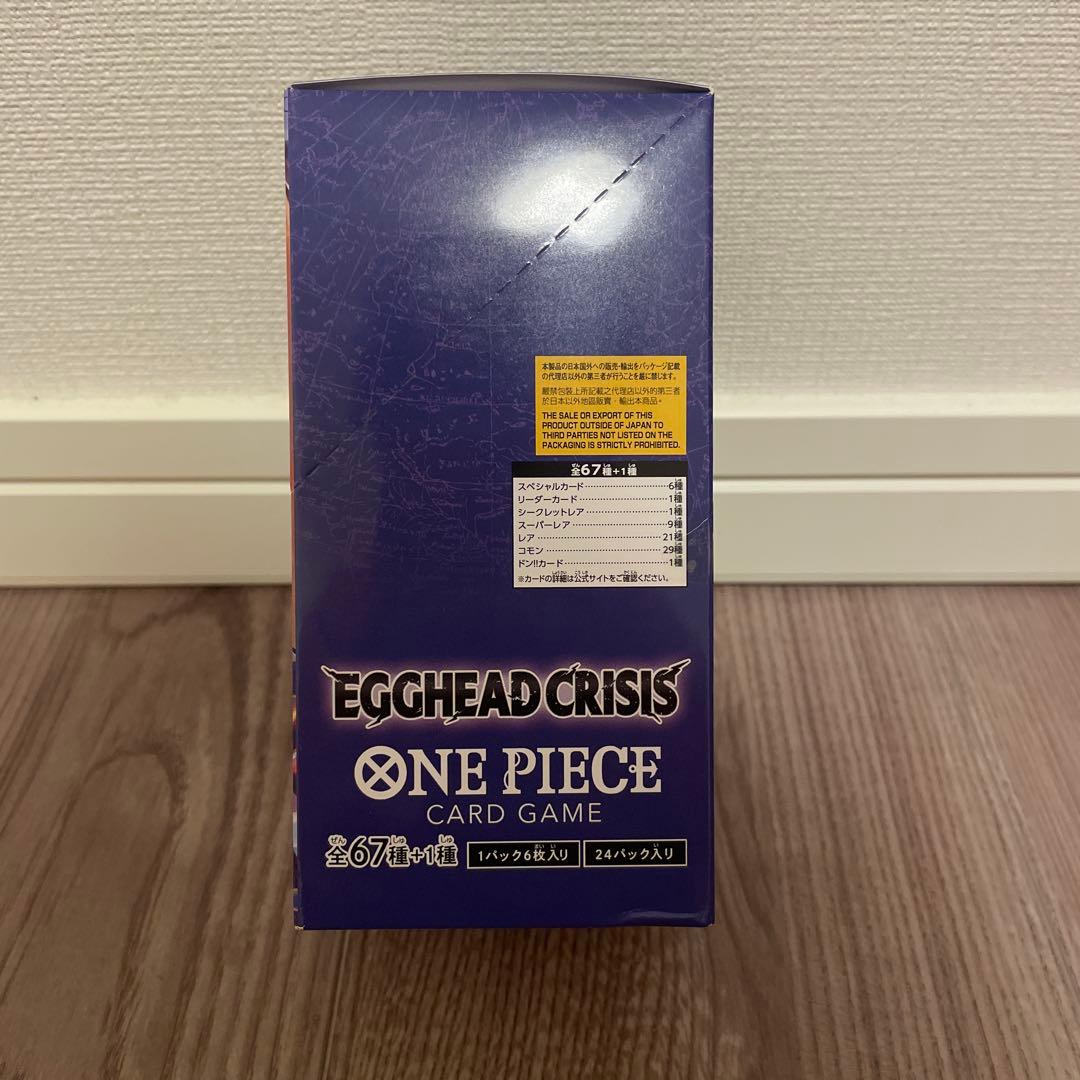 本製品の日本国外への販売・輸出をパッケージ記載
の代理店以外の第三者が行うことを厳に禁じます。
嚴禁包裝上所記載之代理店以外的第三者
於日本以外地區販賣・輸出本商品。
THE SALE OR EXPORT OF THIS
PRODUCT OUTSIDE OF JAPAN TO
THIRD PARTIES NOT LISTED ON THE
PACKAGING IS STRICTLY PROHIBITED.
全67種+1種
スペシャルカード…………6種
リーダーカード…………1種
シークレットレア…………1種
スーパーレア…………9種
レア…………21種
コモン…………29種
ドン!!カード…………1種
※カードの詳細は公式サイトをご確認ください。
EGGHEAD CRISIS
ONE PIECE
CARD GAME
全67種+1種 1パック6枚入り 24パック入り